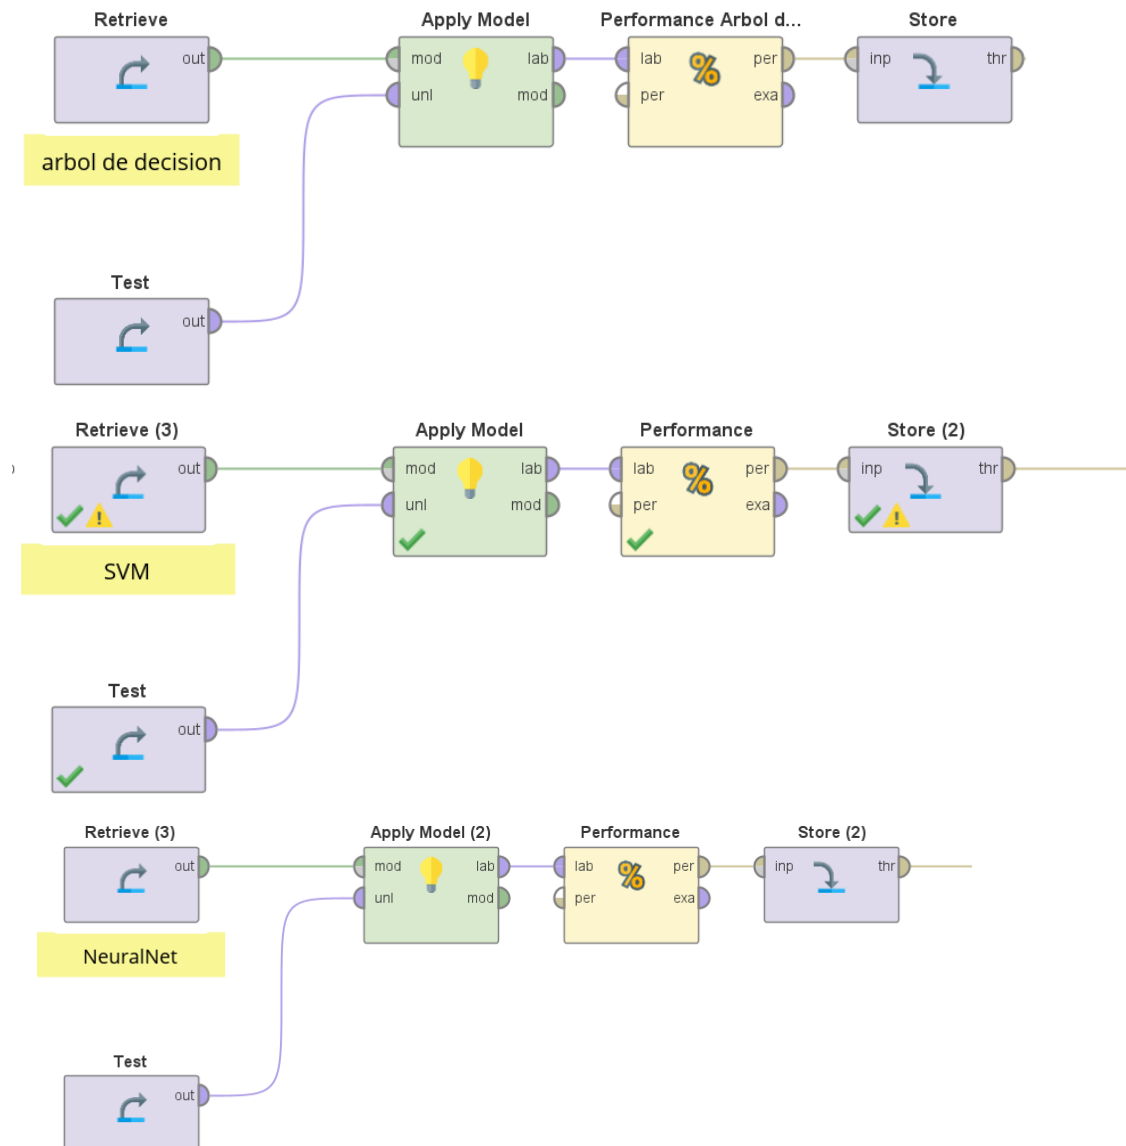 Retrieve
Apply Model
Performance Arbol d...
Store
out
mod
lab
lab
per
inp
thr
unl
mod
per
exa
arbol de decision
Test
out
Retrieve (3)
Apply Model
Performance
Store (2)
out
mod
lab
lab
per
inp
thr
unl
mod
per
exa
SVM
Test
out
Retrieve (3)
Apply Model (2)
Performance
Store (2)
out
mod
lab
lab
per
inp
thr
unl
mod
per
exa
NeuralNet
Test
out